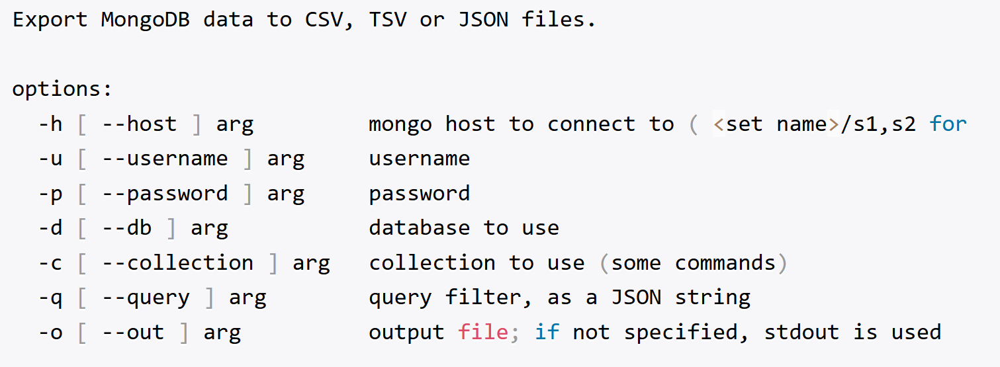 Export MongoDB data to CSV, TSV or JSON files.
options:
-h [ --host ] arg mongo host to connect to ( <set name>/s1,s2 for
-u [ --username ] arg username
-p [ --password ] arg password
-d [ --db ] arg database to use
-c [ --collection ] arg collection to use (some commands)
-q [ --query ] arg query filter, as a JSON string
-o [ --out ] arg output file; if not specified, stdout is used